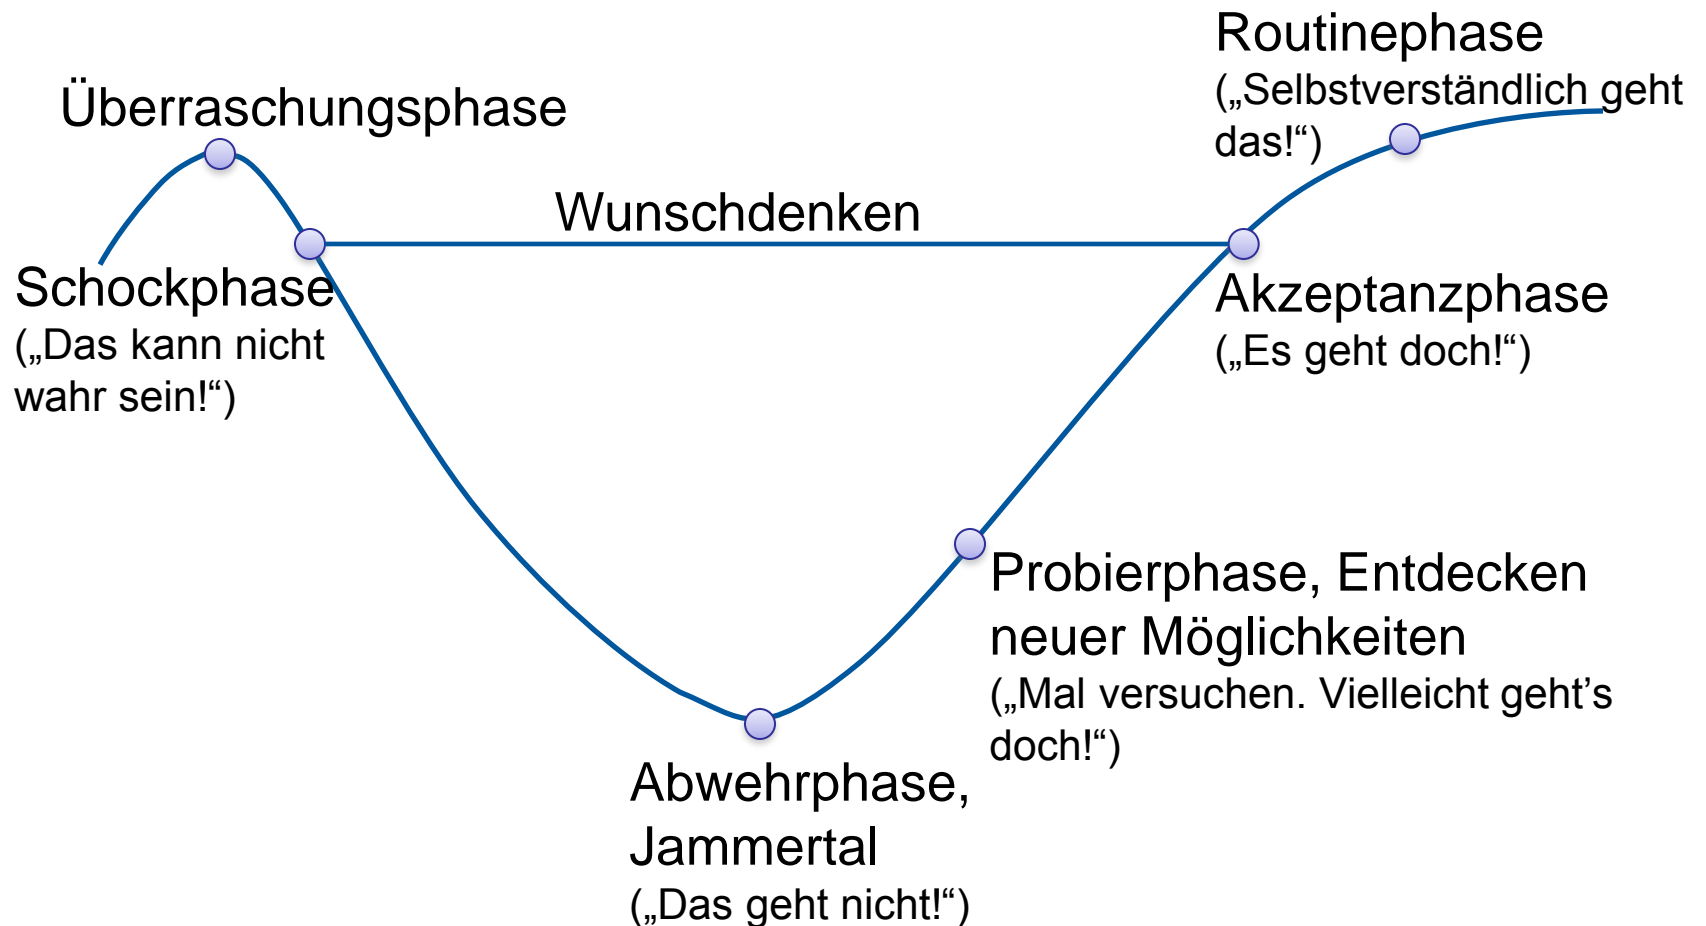 Überraschungsphase
Schockphase
(„Das kann nicht
wahr sein!“)
Wunschdenken
Abwehrphase,
Jammertal
(„Das geht nicht!“)
Probierphase, Entdecken
neuer Möglichkeiten
(„Mal versuchen. Vielleicht geht’s
doch!“)
Akzeptanzphase
(„Es geht doch!“)
Routinephase
(„Selbstverständlich geht
das!“)